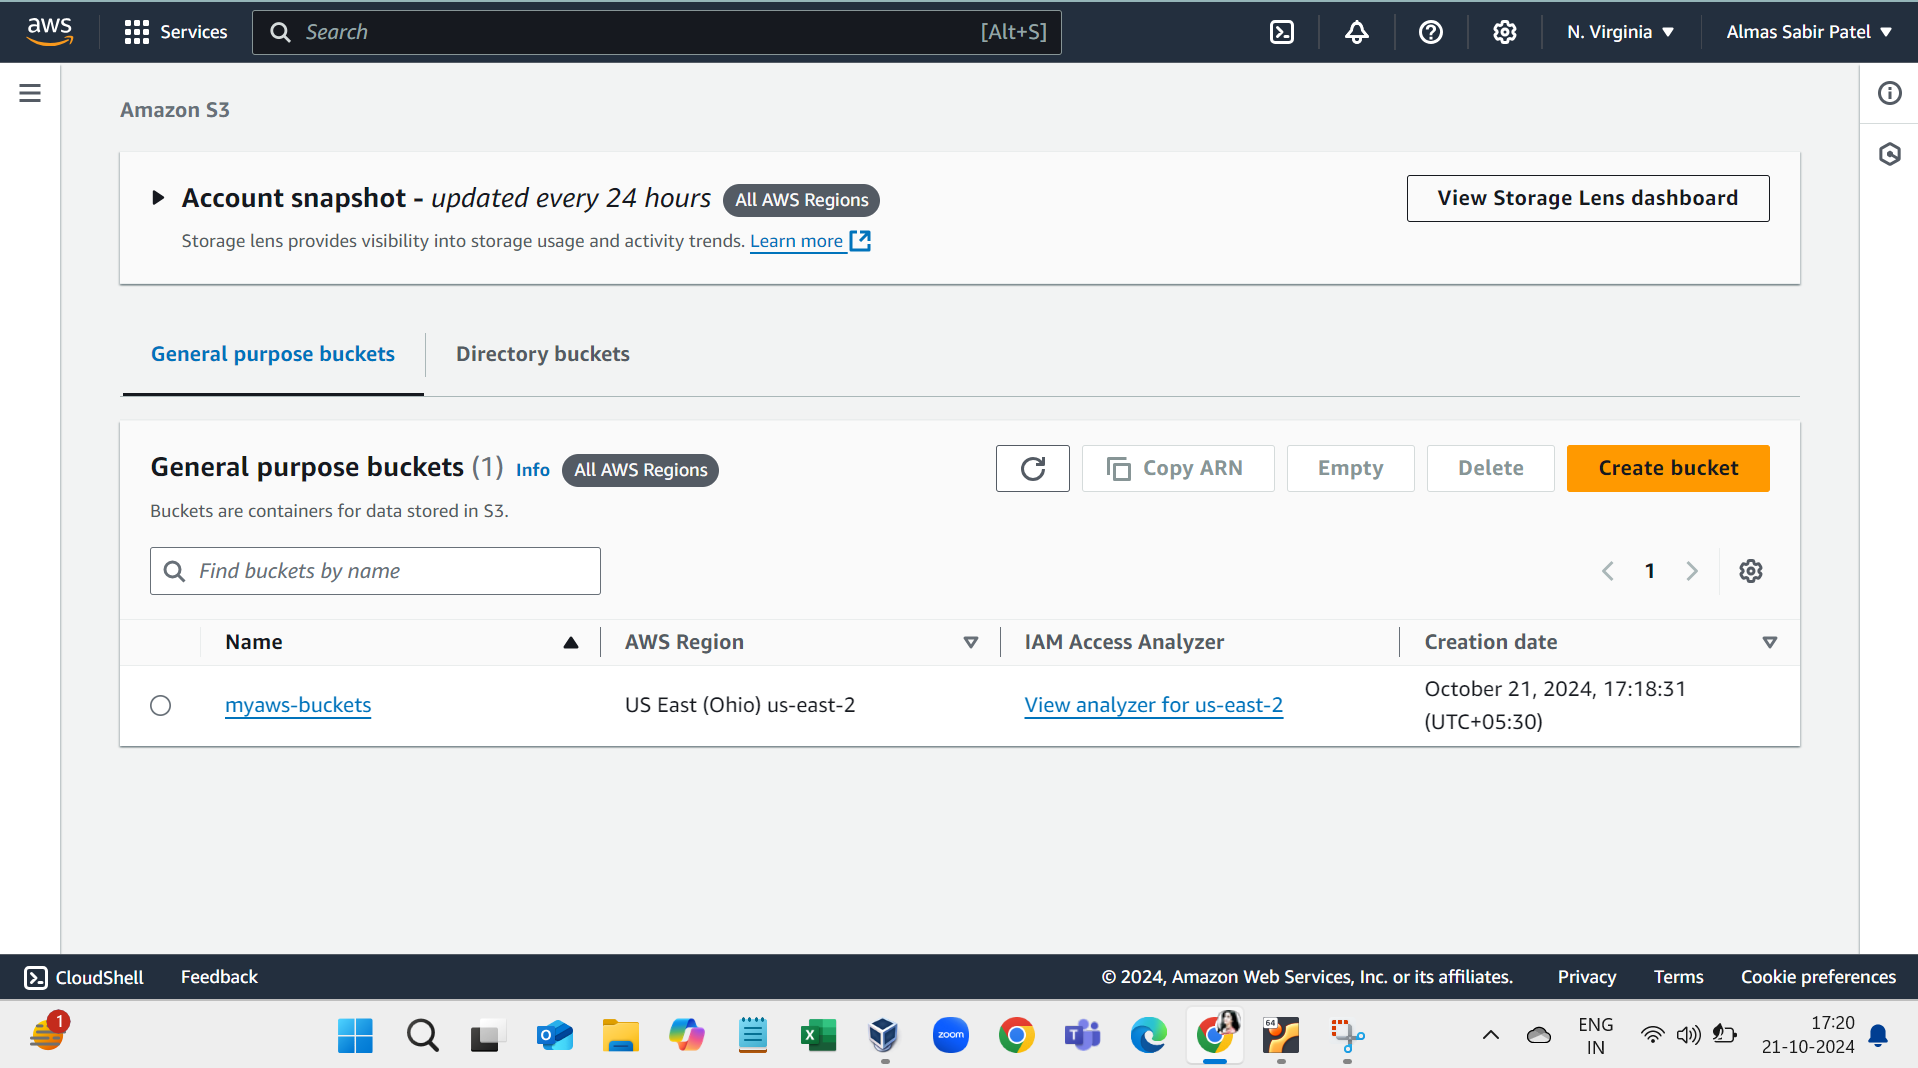 aws
Services
Search
[Alt+S]
N. Virginia
Almas Sabir Patel
Amazon S3
Account snapshot - updated every 24 hours
All AWS Regions
View Storage Lens dashboard
Storage lens provides visibility into storage usage and activity trends. Learn more
General purpose buckets
Directory buckets
General purpose buckets (1)
Info
All AWS Regions
Copy ARN
Empty
Delete
Create bucket
Buckets are containers for data stored in S3.
Find buckets by name
1
Name
AWS Region
IAM Access Analyzer
Creation date
myaws-buckets
US East (Ohio) us-east-2
View analyzer for us-east-2
October 21, 2024, 17:18:31
(UTC+05:30)
CloudShell
Feedback
© 2024, Amazon Web Services, Inc. or its affiliates.
Privacy
Terms
Cookie preferences
1
zoom
64
ENG
IN
17:20
21-10-2024